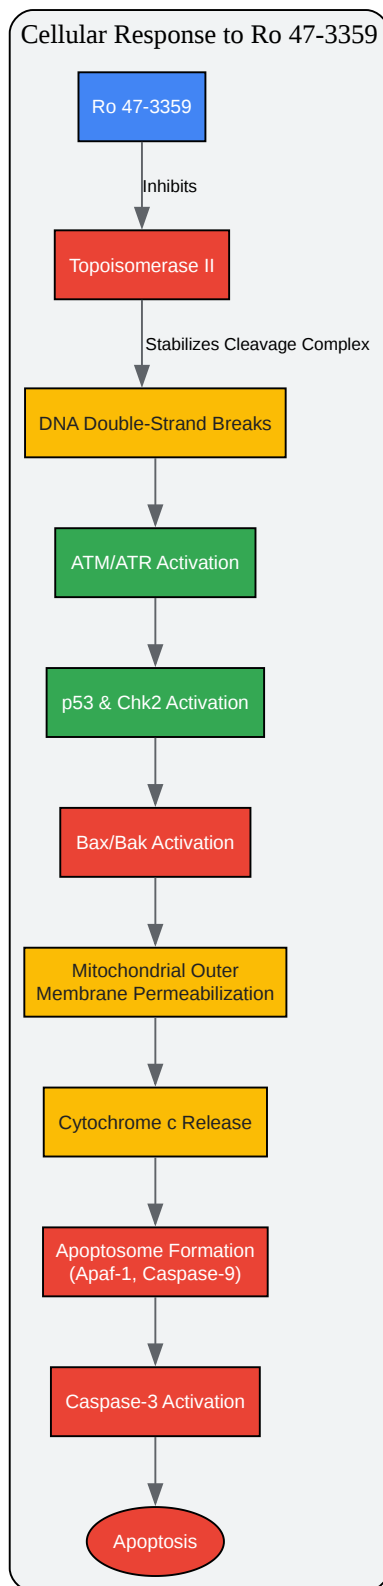 Cellular Response to Ro 47-3359
Ro 47-3359
Inhibits
Topoisomerase II
Stabilizes Cleavage Complex
DNA Double-Strand Breaks
ATM/ATR Activation
p53 & Chk2 Activation
Bax/Bak Activation
Mitochondrial Outer
Membrane Permeabilization
Cytochrome c Release
Apoptosome Formation
(Apaf-1, Caspase-9)
Caspase-3 Activation
Apoptosis